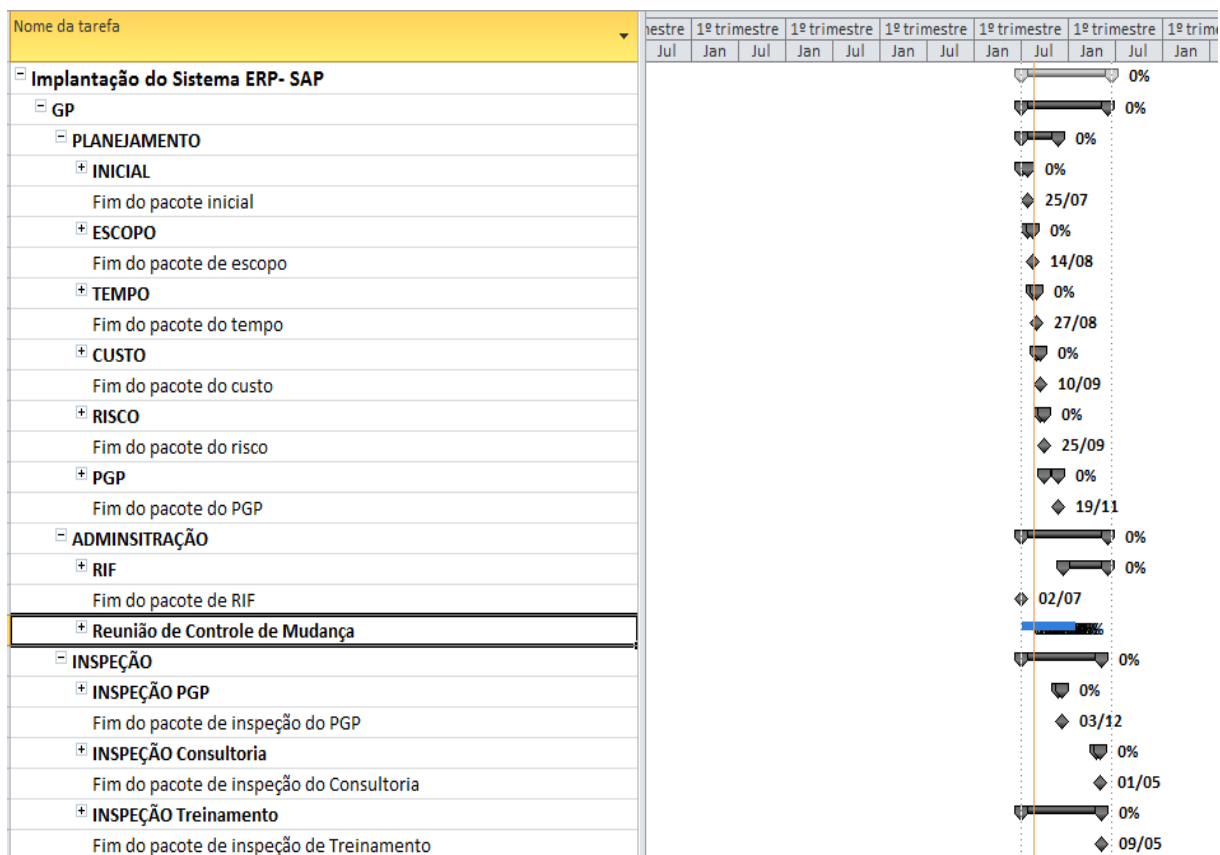 Nome da tarefa
estre 1º trimestre 1º trimestre 1º trimestre 1º trimestre 1º trimestre 1º trime
Jul Jan Jul Jan Jul Jan Jul Jan Jul Jan Jul Jan
Implantação do Sistema ERP- SAP 0%
GP 0%
PLANEJAMENTO 0%
INICIAL 0%
Fim do pacote inicial 25/07
ESCOPO 0%
Fim do pacote de escopo 14/08
TEMPO 0%
Fim do pacote do tempo 27/08
CUSTO 0%
Fim do pacote do custo 10/09
RISCO 0%
Fim do pacote do risco 25/09
PGP 0%
Fim do pacote do PGP 19/11
ADMINSITRAÇÃO 0%
RIF 0%
Fim do pacote de RIF 02/07
Reunião de Controle de Mudança
INSPEÇÃO 0%
INSPEÇÃO PGP 0%
Fim do pacote de inspeção do PGP 03/12
INSPEÇÃO Consultoria 0%
Fim do pacote de inspeção do Consultoria 01/05
INSPEÇÃO Treinamento 0%
Fim do pacote de inspeção de Treinamento 09/05